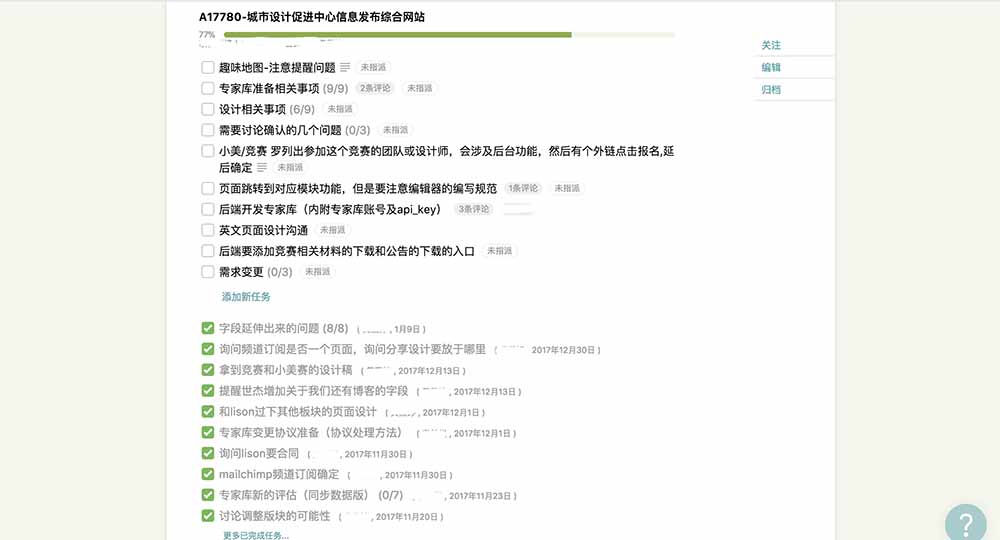 A17780-城市设计促进中心信息发布综合网站
77%
关注
编辑
归档
趣味地图-注意提醒问题 未指派
专家库准备相关事项 (9/9) 2条评论 未指派
设计相关事项 (6/9) 未指派
需要讨论确认的几个问题 (0/3) 未指派
小美/竞赛 罗列出参加这个竞赛的团队或设计师，会涉及后台功能，然后有个外链点击报名,延
后确定 未指派
页面跳转到对应模块功能，但是要注意编辑器的编写规范 1条评论 未指派
后端开发专家库（内附专家库账号及api_key） 3条评论
英文页面设计沟通 未指派
后端要添加竞赛相关材料的下载和公告的下载的入口 未指派
需求变更 (0/3) 未指派
添加新任务
字段延伸出来的问题 (8/8) ( , 1月9日 )
询问频道订阅是否一个页面，询问分享设计要放于哪里 ( 2017年12月30日 )
拿到竞赛和小美赛的设计稿 ( , 2017年12月13日 )
提醒世杰增加关于我们还有博客的字段 ( , 2017年12月13日 )
和lison过下其他板块的页面设计 ( , 2017年12月1日 )
专家库变更协议准备（协议处理方法） ( , 2017年12月1日 )
询问lison要合同 ( , 2017年11月30日 )
mailchimp频道订阅确定 ( , 2017年11月30日 )
专家库新的评估（同步数据版） (0/7) ( , 2017年11月23日 )
讨论调整版块的可能性 ( , 2017年11月20日 )
更多已完成任务...
?